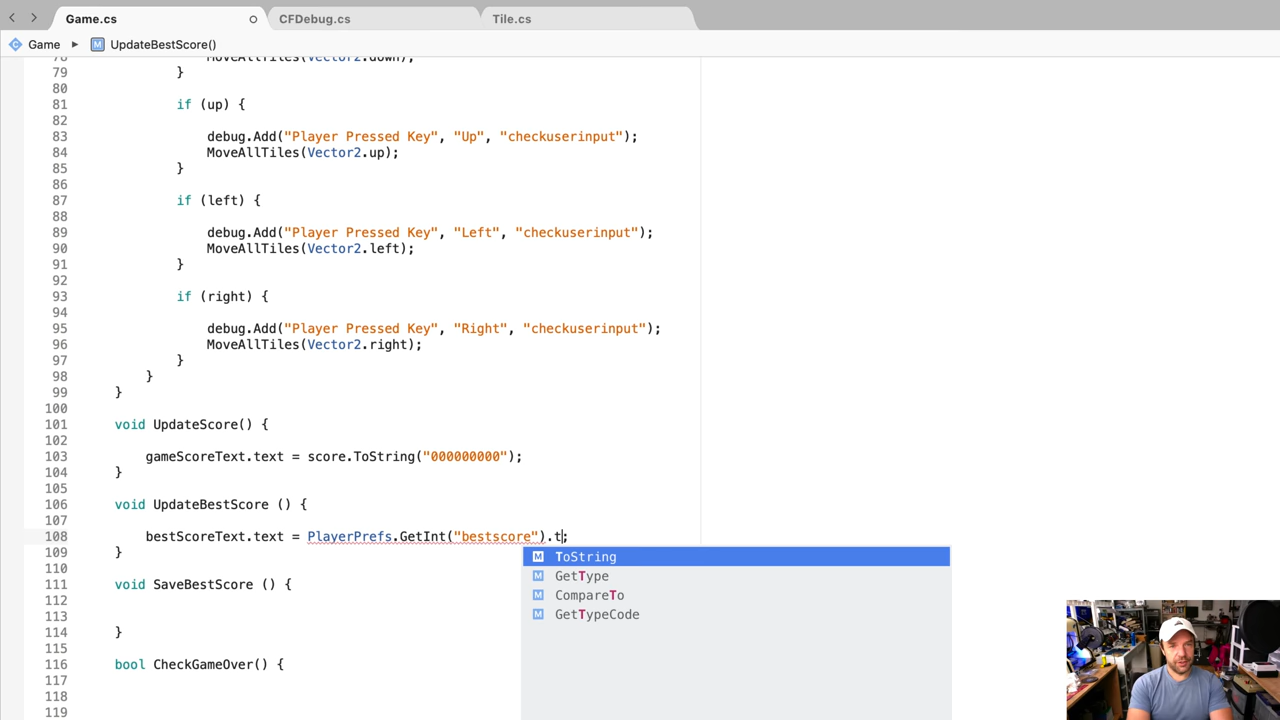 Game.cs
CFDebug.cs
Tile.cs
Game ▶ M UpdateBestScore()
78 MoveAllTiles(Vector2.down);
79 }
80
81 if (up) {
82
83 debug.Add("Player Pressed Key", "Up", "checkuserinput");
84 MoveAllTiles(Vector2.up);
85 }
86
87 if (left) {
88
89 debug.Add("Player Pressed Key", "Left", "checkuserinput");
90 MoveAllTiles(Vector2.left);
91 }
92
93 if (right) {
94
95 debug.Add("Player Pressed Key", "Right", "checkuserinput");
96 MoveAllTiles(Vector2.right);
97 }
98 }
99 }
100
101 void UpdateScore() {
102
103 gameScoreText.text = score.ToString("000000000");
104 }
105
106 void UpdateBestScore () {
107
108 bestScoreText.text = PlayerPrefs.GetInt("bestscore").t;
109 }
M ToString
110
M GetType
111 void SaveBestScore () {
M CompareTo
112
M GetTypeCode
113
114 }
115
116 bool CheckGameOver() {
117
118
119